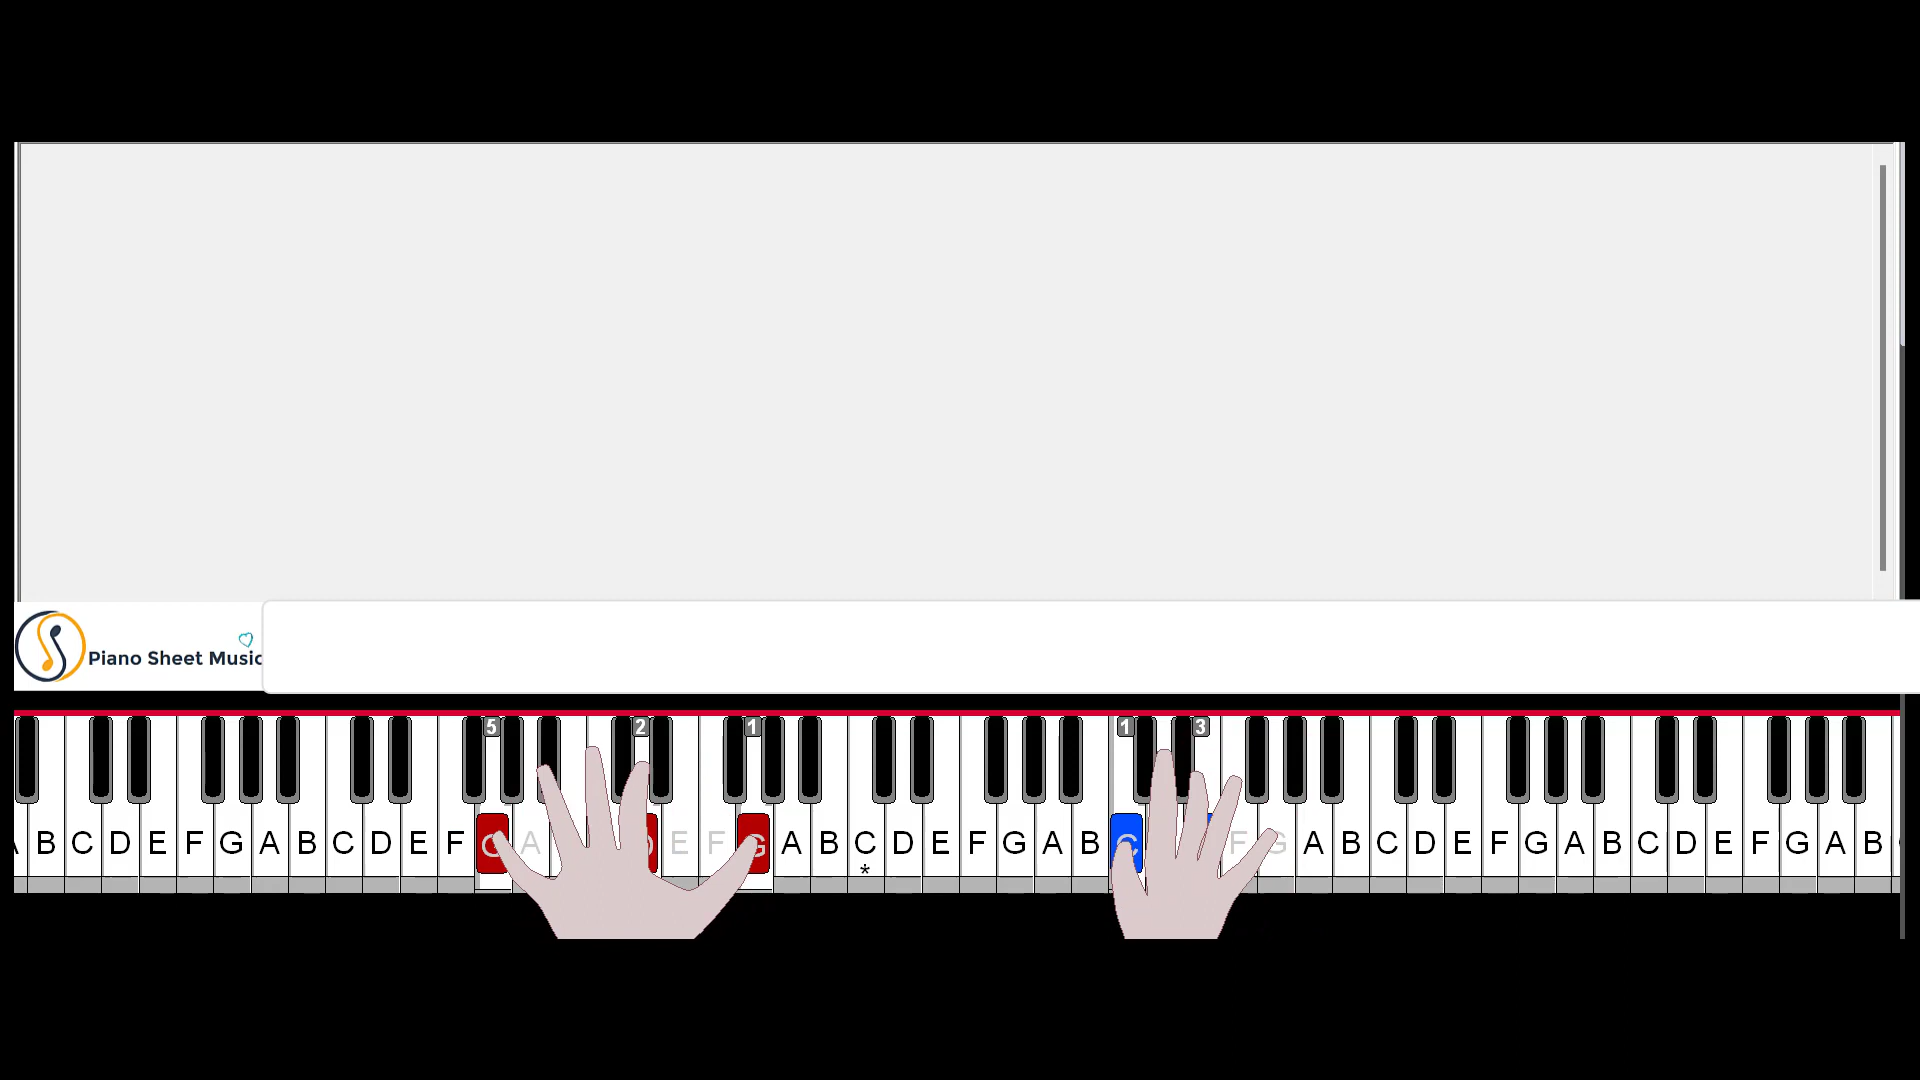 Piano Sheet Music
5 2 1 1 3
A B C D E F G A B C D E F G A D E F G A B C D E F G A B C F G A B C D E F G A B C D E F G A B
*